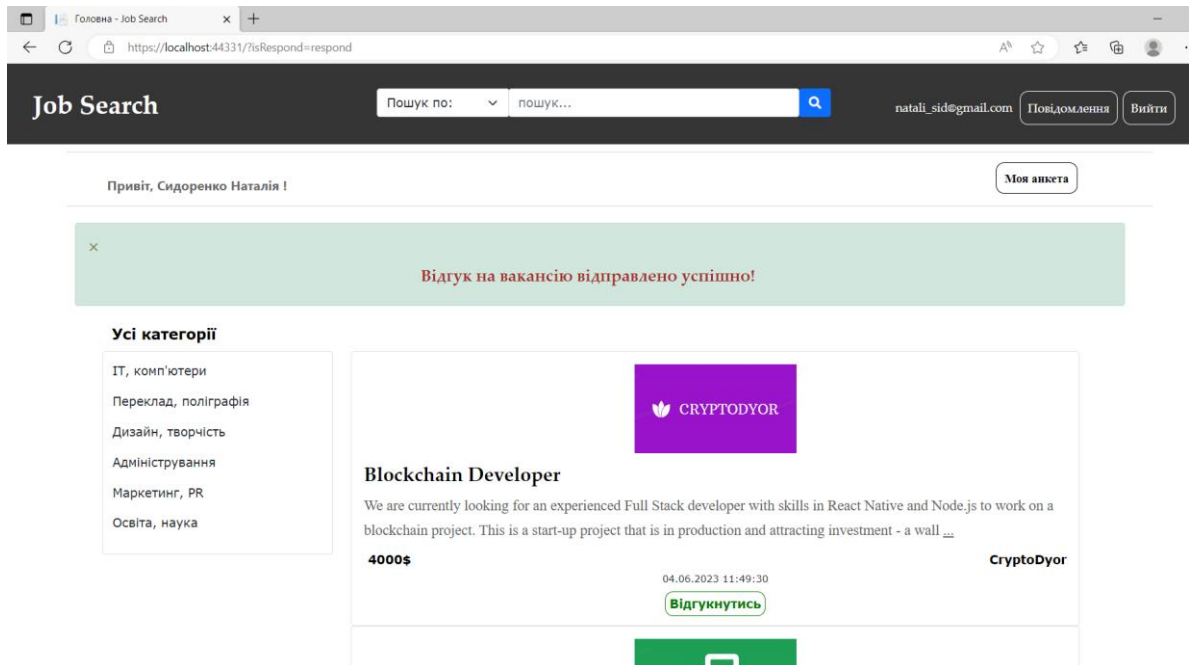 Головна - Job Search
https://localhost:44331/?isRespond=respond
Job Search
Пошук по:
пошук...
natali_sid@gmail.com
Повідомлення
Вийти
Привіт, Сидоренко Наталія !
Моя анкета
×
Відгук на вакансію відправлено успішно!
Усі категорії
IT, комп'ютери
Переклад, поліграфія
Дизайн, творчість
Адміністрування
Маркетинг, PR
Освіта, наука
CRYPTODYOR
Blockchain Developer
We are currently looking for an experienced Full Stack developer with skills in React Native and Node.js to work on a
blockchain project. This is a start-up project that is in production and attracting investment - a wall ...
4000$
CryptoDyor
04.06.2023 11:49:30
Відгукнутись